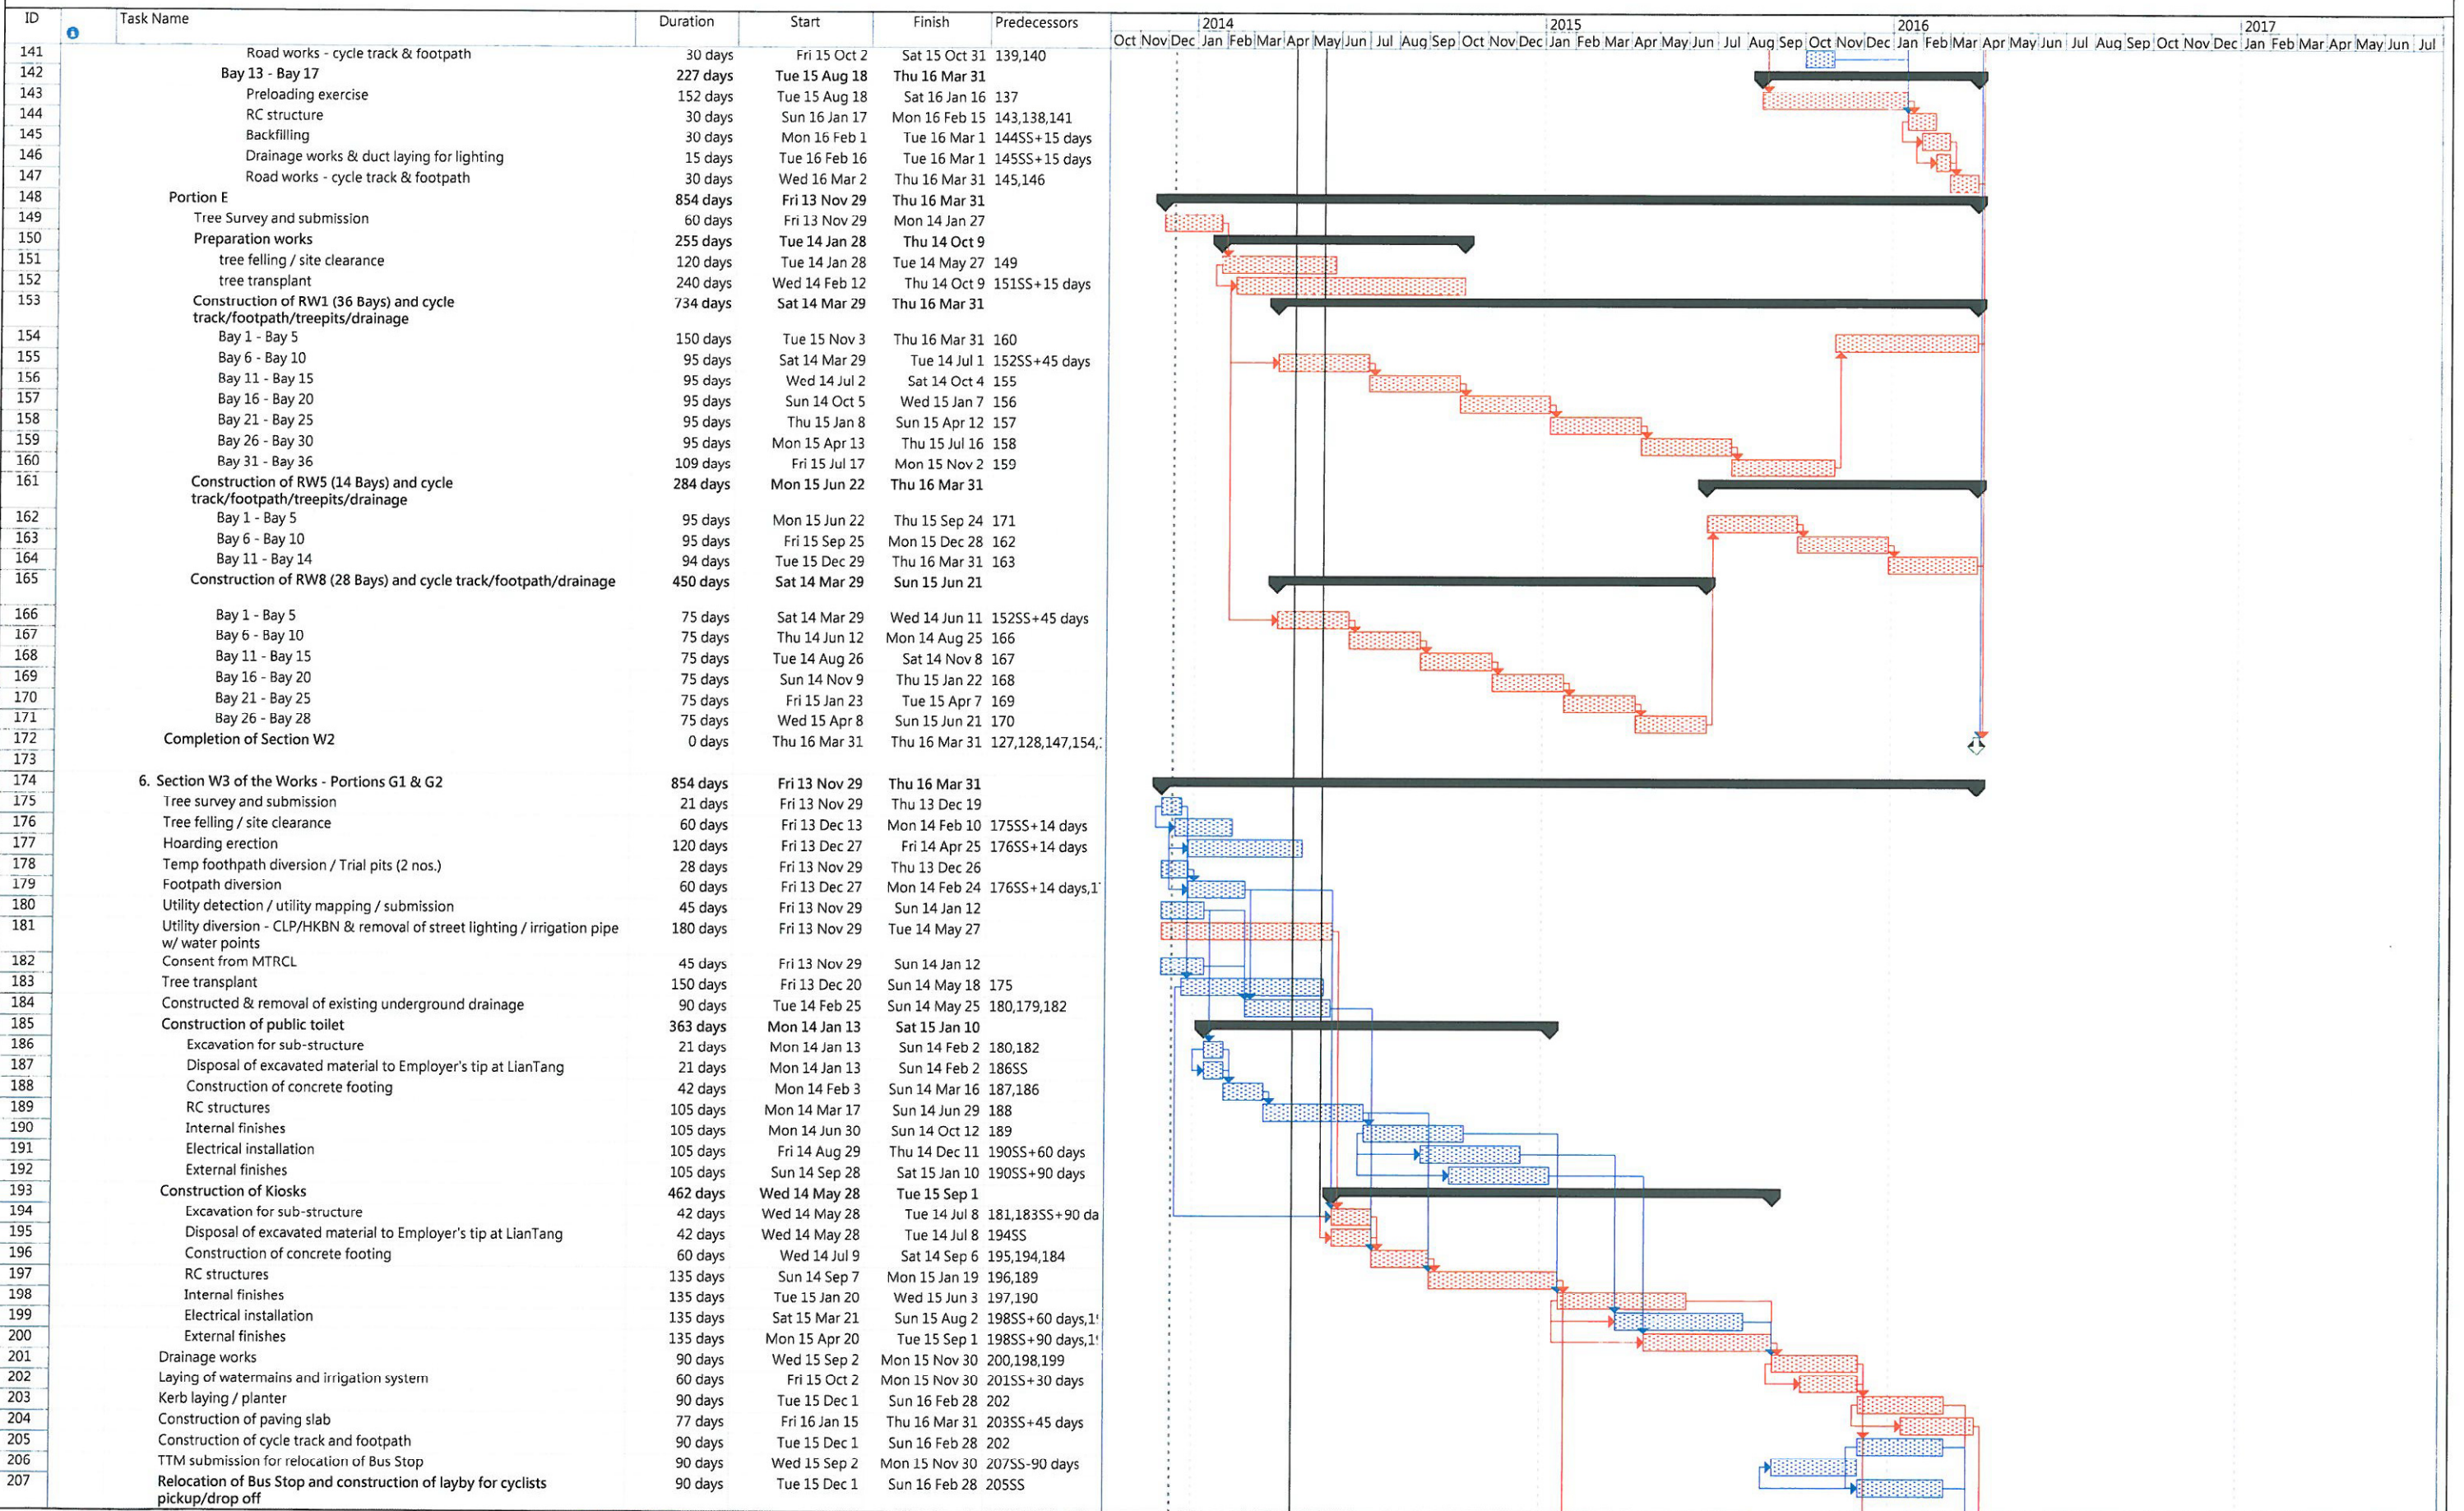 ID Task Name Duration Start Finish Predecessors 2014 2015 2016 2017
Oct Nov Dec Jan Feb Mar Apr May Jun Jul Aug Sep Oct Nov Dec Jan Feb Mar Apr May Jun Jul Aug Sep Oct Nov Dec Jan Feb Mar Apr May Jun Jul Aug Sep Oct Nov Dec Jan Feb Mar Apr May Jun Jul
141 Road works - cycle track & footpath 30 days Fri 15 Oct 2 Sat 15 Oct 31 139,140
142 Bay 13 - Bay 17 227 days Tue 15 Aug 18 Thu 16 Mar 31
143 Preloading exercise 152 days Tue 15 Aug 18 Sat 16 Jan 16 137
144 RC structure 30 days Sun 16 Jan 17 Mon 16 Feb 15 143,138,141
145 Backfilling 30 days Mon 16 Feb 1 Tue 16 Mar 1 144SS+15 days
146 Drainage works & duct laying for lighting 15 days Tue 16 Feb 16 Tue 16 Mar 1 145SS+15 days
147 Road works - cycle track & footpath 30 days Wed 16 Mar 2 Thu 16 Mar 31 145,146
148 Portion E 854 days Fri 13 Nov 29 Thu 16 Mar 31
149 Tree Survey and submission 60 days Fri 13 Nov 29 Mon 14 Jan 27
150 Preparation works 255 days Tue 14 Jan 28 Thu 14 Oct 9
151 tree felling / site clearance 120 days Tue 14 Jan 28 Tue 14 May 27 149
152 tree transplant 240 days Wed 14 Feb 12 Thu 14 Oct 9 151SS+15 days
153 Construction of RW1 (36 Bays) and cycle 734 days Sat 14 Mar 29 Thu 16 Mar 31
track/footpath/treepits/drainage
154 Bay 1 - Bay 5 150 days Tue 15 Nov 3 Thu 16 Mar 31 160
155 Bay 6 - Bay 10 95 days Sat 14 Mar 29 Tue 14 Jul 1 152SS+45 days
156 Bay 11 - Bay 15 95 days Wed 14 Jul 2 Sat 14 Oct 4 155
157 Bay 16 - Bay 20 95 days Sun 14 Oct 5 Wed 15 Jan 7 156
158 Bay 21 - Bay 25 95 days Thu 15 Jan 8 Sun 15 Apr 12 157
159 Bay 26 - Bay 30 95 days Mon 15 Apr 13 Thu 15 Jul 16 158
160 Bay 31 - Bay 36 109 days Fri 15 Jul 17 Mon 15 Nov 2 159
161 Construction of RW5 (14 Bays) and cycle 284 days Mon 15 Jun 22 Thu 16 Mar 31
track/footpath/treepits/drainage
162 Bay 1 - Bay 5 95 days Mon 15 Jun 22 Thu 15 Sep 24 171
163 Bay 6 - Bay 10 95 days Fri 15 Sep 25 Mon 15 Dec 28 162
164 Bay 11 - Bay 14 94 days Tue 15 Dec 29 Thu 16 Mar 31 163
165 Construction of RW8 (28 Bays) and cycle track/footpath/drainage 450 days Sat 14 Mar 29 Sun 15 Jun 21
166 Bay 1 - Bay 5 75 days Sat 14 Mar 29 Wed 14 Jun 11 152SS+45 days
167 Bay 6 - Bay 10 75 days Thu 14 Jun 12 Mon 14 Aug 25 166
168 Bay 11 - Bay 15 75 days Tue 14 Aug 26 Sat 14 Nov 8 167
169 Bay 16 - Bay 20 75 days Sun 14 Nov 9 Thu 15 Jan 22 168
170 Bay 21 - Bay 25 75 days Fri 15 Jan 23 Tue 15 Apr 7 169
171 Bay 26 - Bay 28 75 days Wed 15 Apr 8 Sun 15 Jun 21 170
172 Completion of Section W2 0 days Thu 16 Mar 31 Thu 16 Mar 31 127,128,147,154,
173
174 6. Section W3 of the Works - Portions G1 & G2 854 days Fri 13 Nov 29 Thu 16 Mar 31
175 Tree survey and submission 21 days Fri 13 Nov 29 Thu 13 Dec 19
176 Tree felling / site clearance 60 days Fri 13 Dec 13 Mon 14 Feb 10 175SS+14 days
177 Hoarding erection 120 days Fri 13 Dec 27 Fri 14 Apr 25 176SS+14 days
178 Temp foothpath diversion / Trial pits (2 nos.) 28 days Fri 13 Nov 29 Thu 13 Dec 26
179 Footpath diversion 60 days Fri 13 Dec 27 Mon 14 Feb 24 176SS+14 days,1
180 Utility detection / utility mapping / submission 45 days Fri 13 Nov 29 Sun 14 Jan 12
181 Utility diversion - CLP/HKBN & removal of street lighting / irrigation pipe 180 days Fri 13 Nov 29 Tue 14 May 27
w/ water points
182 Consent from MTRCL 45 days Fri 13 Nov 29 Sun 14 Jan 12
183 Tree transplant 150 days Fri 13 Dec 20 Sun 14 May 18 175
184 Constructed & removal of existing underground drainage 90 days Tue 14 Feb 25 Sun 14 May 25 180,179,182
185 Construction of public toilet 363 days Mon 14 Jan 13 Sat 15 Jan 10
186 Excavation for sub-structure 21 days Mon 14 Jan 13 Sun 14 Feb 2 180,182
187 Disposal of excavated material to Employer's tip at LianTang 21 days Mon 14 Jan 13 Sun 14 Feb 2 186SS
188 Construction of concrete footing 42 days Mon 14 Feb 3 Sun 14 Mar 16 187,186
189 RC structures 105 days Mon 14 Mar 17 Sun 14 Jun 29 188
190 Internal finishes 105 days Mon 14 Jun 30 Sun 14 Oct 12 189
191 Electrical installation 105 days Fri 14 Aug 29 Thu 14 Dec 11 190SS+60 days
192 External finishes 105 days Sun 14 Sep 28 Sat 15 Jan 10 190SS+90 days
193 Construction of Kiosks 462 days Wed 14 May 28 Tue 15 Sep 1
194 Excavation for sub-structure 42 days Wed 14 May 28 Tue 14 Jul 8 181,183SS+90 da
195 Disposal of excavated material to Employer's tip at LianTang 42 days Wed 14 May 28 Tue 14 Jul 8 194SS
196 Construction of concrete footing 60 days Wed 14 Jul 9 Sat 14 Sep 6 195,194,184
197 RC structures 135 days Sun 14 Sep 7 Mon 15 Jan 19 196,189
198 Internal finishes 135 days Tue 15 Jan 20 Wed 15 Jun 3 197,190
199 Electrical installation 135 days Sat 15 Mar 21 Sun 15 Aug 2 198SS+60 days,1
200 External finishes 135 days Mon 15 Apr 20 Tue 15 Sep 1 198SS+90 days,1
201 Drainage works 90 days Wed 15 Sep 2 Mon 15 Nov 30 200,198,199
202 Laying of watermains and irrigation system 60 days Fri 15 Oct 2 Mon 15 Nov 30 201SS+30 days
203 Kerb laying / planter 90 days Tue 15 Dec 1 Sun 16 Feb 28 202
204 Construction of paving slab 77 days Fri 16 Jan 15 Thu 16 Mar 31 203SS+45 days
205 Construction of cycle track and footpath 90 days Tue 15 Dec 1 Sun 16 Feb 28 202
206 TTM submission for relocation of Bus Stop 90 days Wed 15 Sep 2 Mon 15 Nov 30 207SS-90 days
207 Relocation of Bus Stop and construction of layby for cyclists 90 days Tue 15 Dec 1 Sun 16 Feb 28 205SS
pickup/drop off